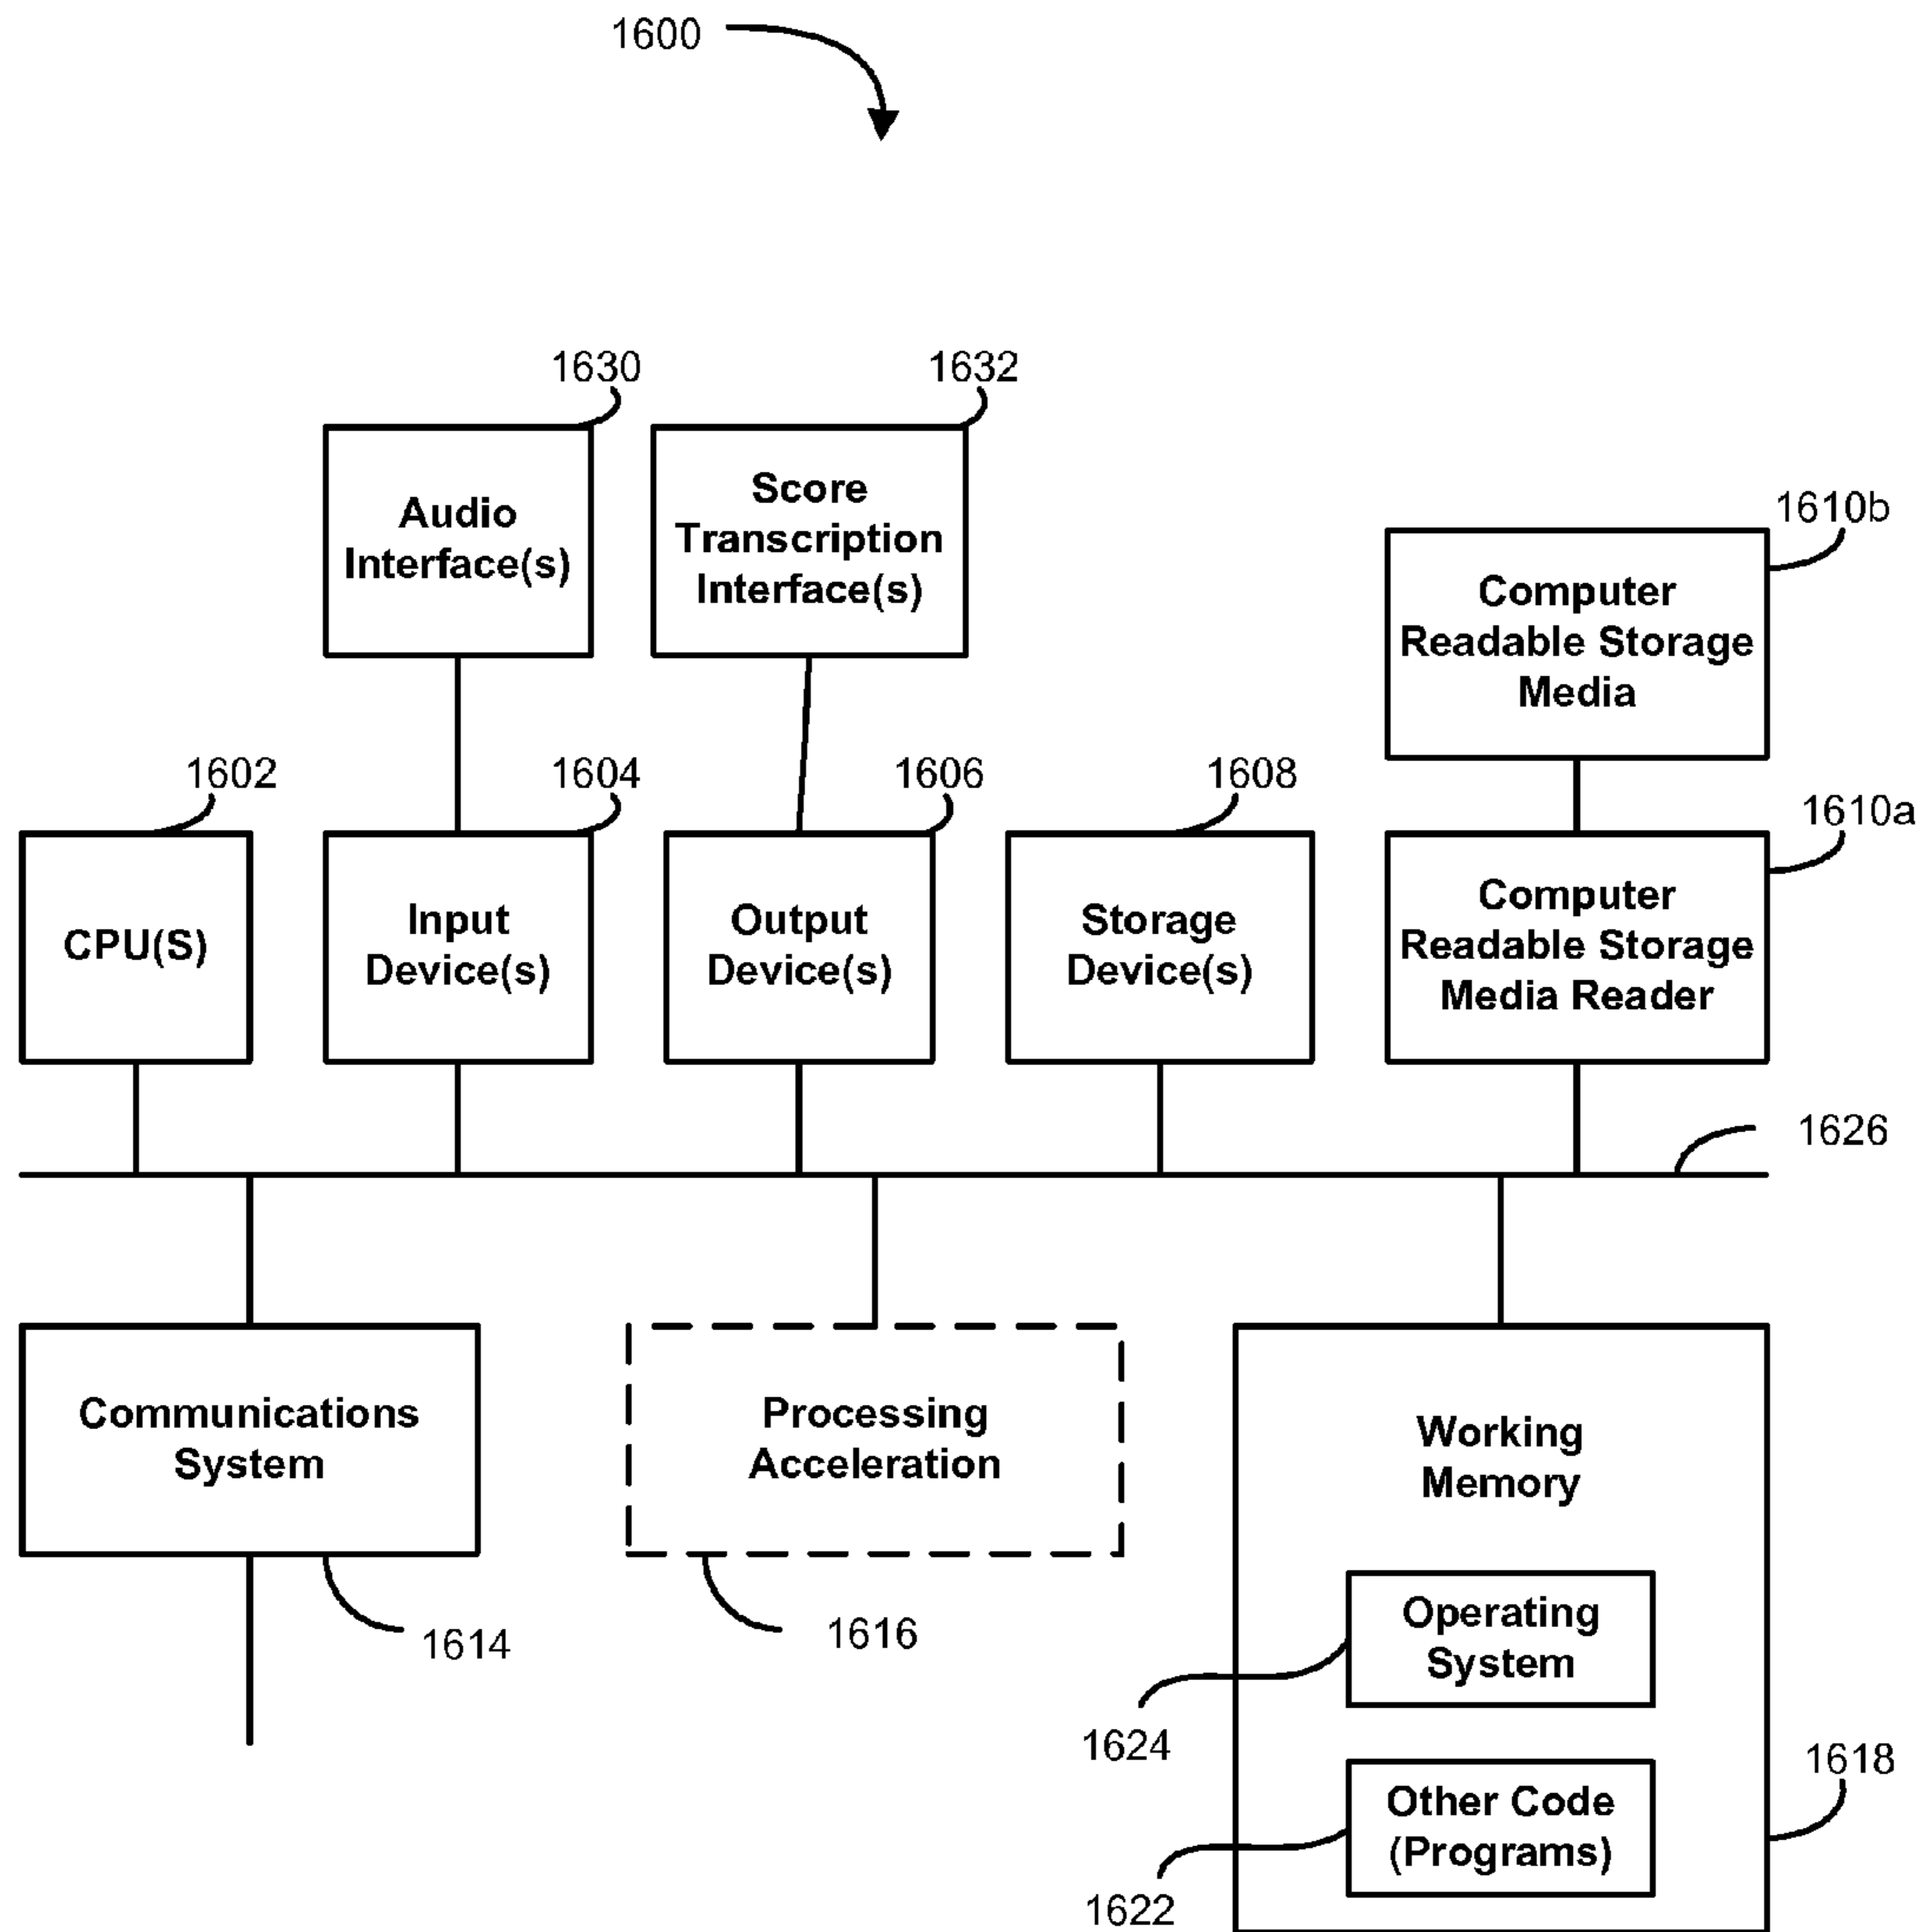 1600
1630
1632
Audio
Interface(s)
Score
Transcription
Interface(s)
1610b
Computer
Readable Storage
Media
1602
1604
1606
1608
1610a
CPU(S)
Input
Device(s)
Output
Device(s)
Storage
Device(s)
Computer
Readable Storage
Media Reader
1626
Communications
System
Processing
Acceleration
Working
Memory
1614
1616
Operating
System
1624
1618
Other Code
(Programs)
1622